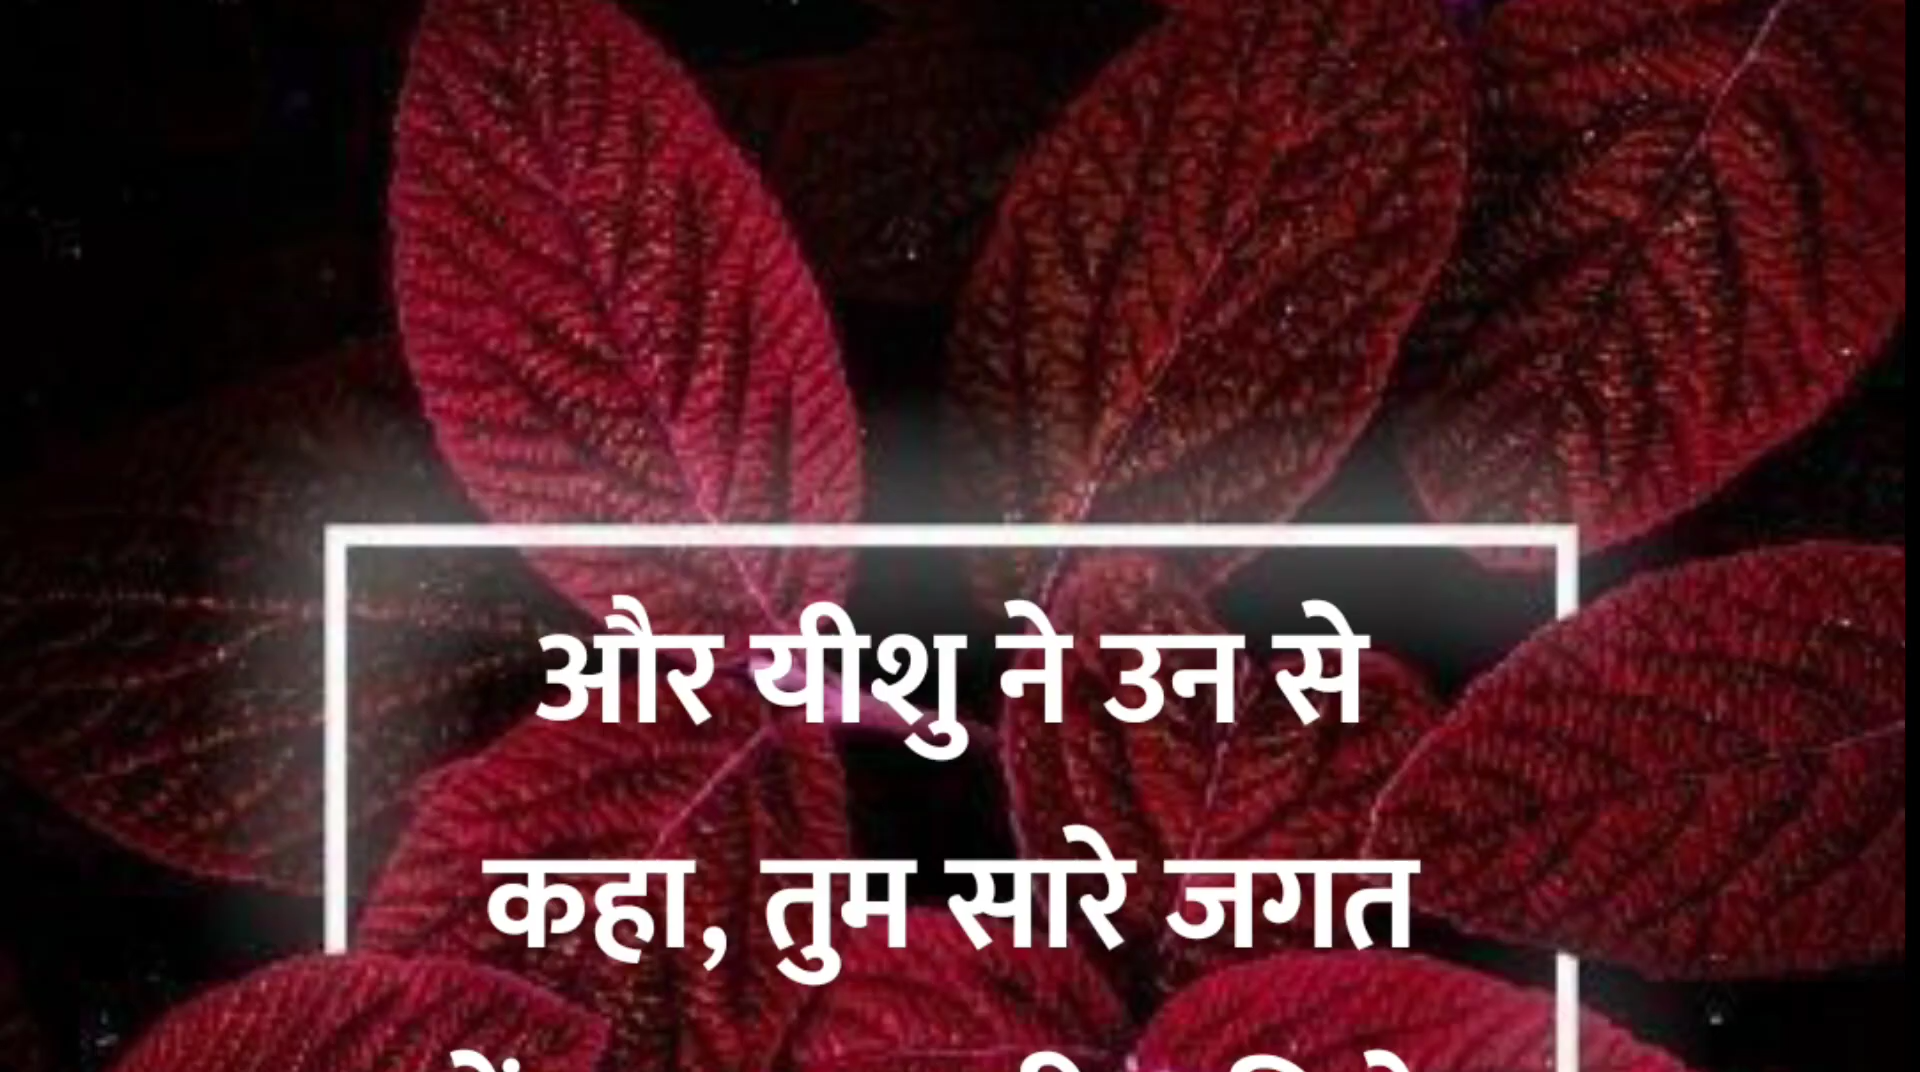 और यीशु ने उन से
कहा, तुम सारे जगत